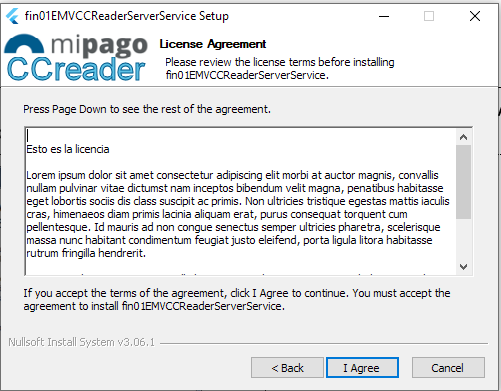 fin01EMVCCReaderServerService Setup
mipago
CCreader
License Agreement
Please review the license terms before installing
fin01EMVCCReaderServerService.
Press Page Down to see the rest of the agreement.
Esto es la licencia
Lorem ipsum dolor sit amet consectetur adipiscing elit morbi at auctor magnis, convallis
nullam pulvinar vitae dictumst nam inceptos bibendum velit magna, penatibus habitasse
eget lobortis sociis dis class suscipit ac primis. Non ultricies tristique egestas mattis iaculis
cras, himenaeos diam primis lacinia aliquam erat, purus consequat torquent cum
pellentesque. Id mauris ad non congue senectus semper ultricies pharetra, scelerisque
massa nunc habitant condimentum feugiat justo eleifend, porta ligula litora habitasse
rutrum fringilla hendrerit.
If you accept the terms of the agreement, click I Agree to continue. You must accept the
agreement to install fin01EMVCCReaderServerService.
Nullsoft Install System v3.06.1
< Back
I Agree
Cancel